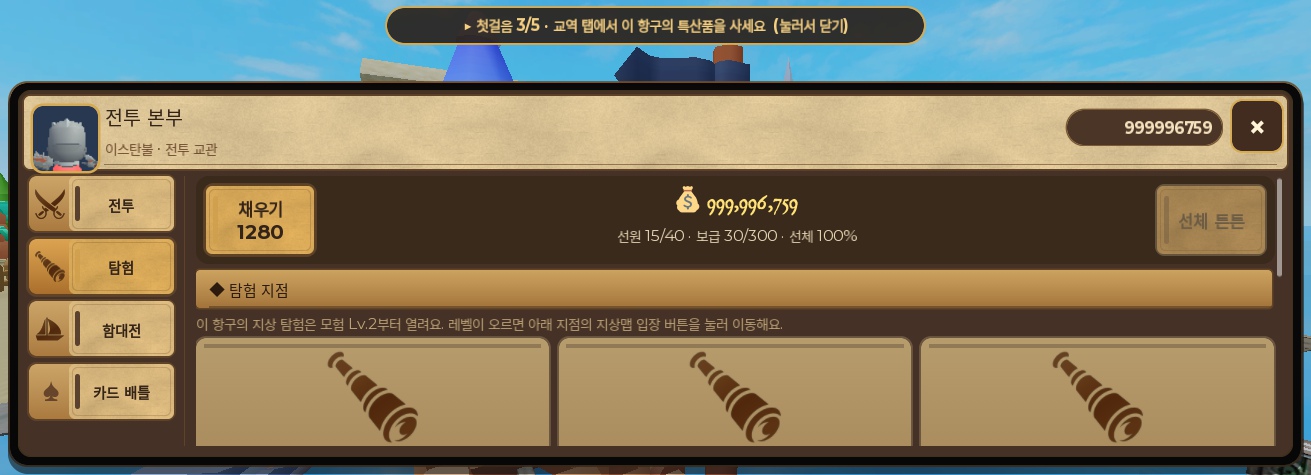 ▸ 첫걸음 3/5 · 교역 탭에서 이 항구의 특산품을 사세요 (눌러서 닫기)
전투 본부
이스탄불 · 전투 교관
999996759
×
전투
탐험
함대전
카드 배틀
채우기
1280
$ 999,996,759
선원 15/40 · 보급 30/300 · 선체 100%
선체 튼튼
◆ 탐험 지점
이 항구의 지상 탐험은 모험 Lv.2부터 열려요. 레벨이 오르면 아래 지점의 지상맵 입장 버튼을 눌러 이동해요.